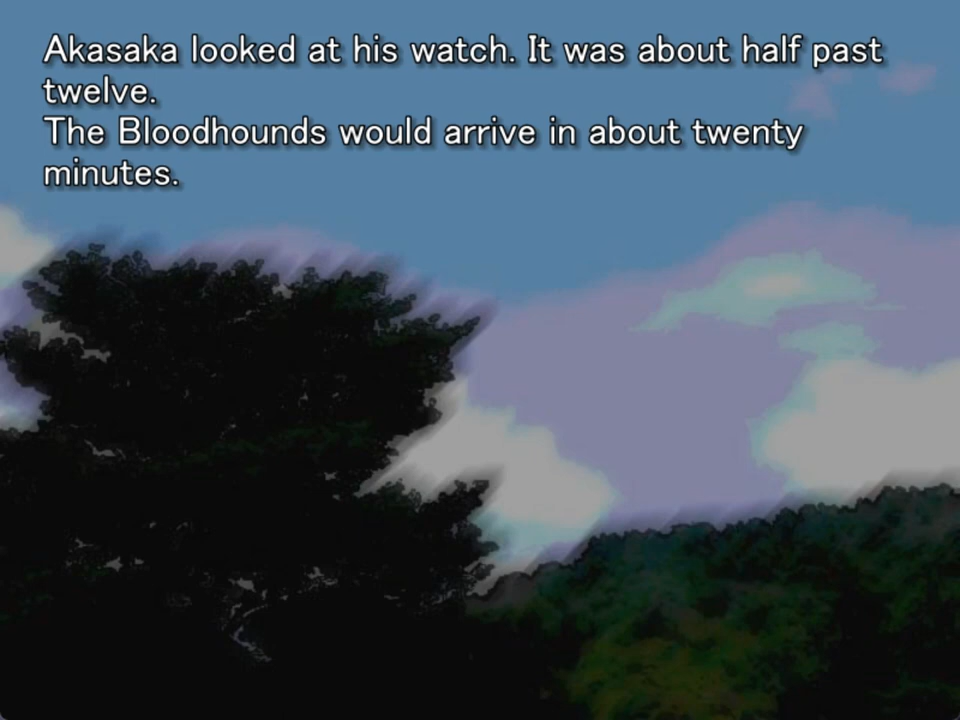 Akasaka looked at his watch. It was about half past
twelve.
The Bloodhounds would arrive in about twenty
minutes.